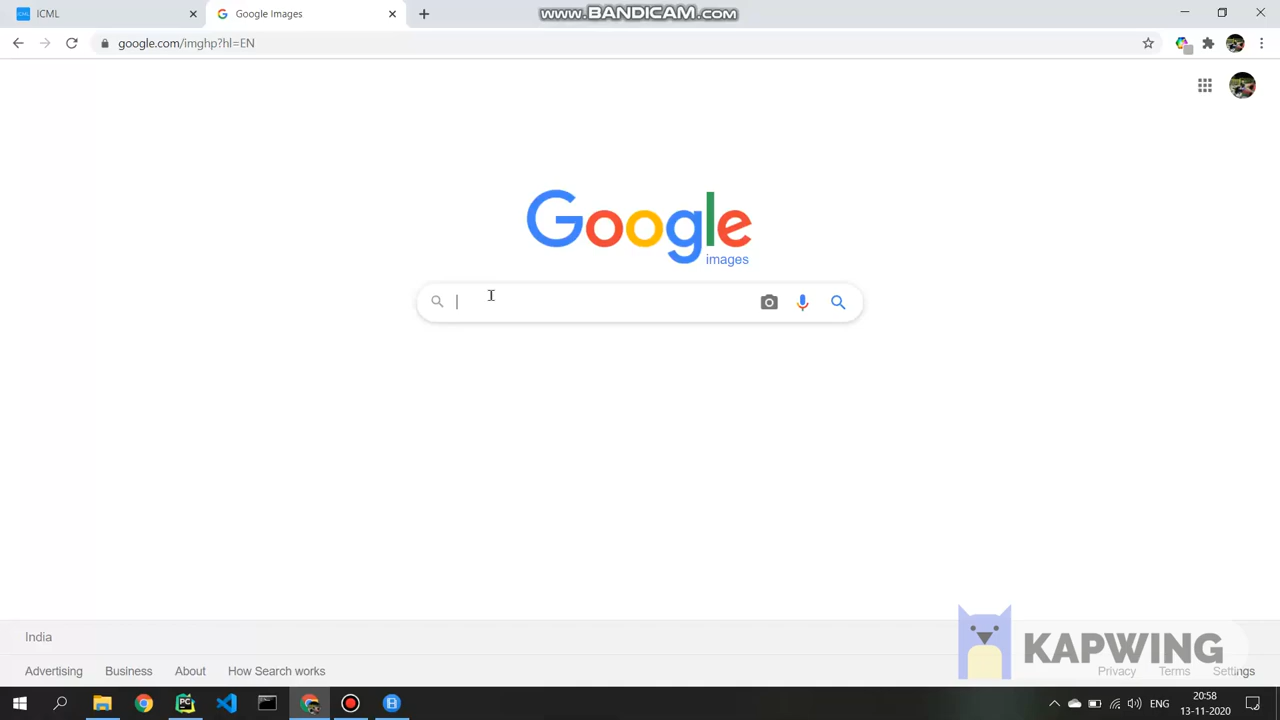 ICML
Google Images
www.BANDICAM.com
google.com/imghp?hl=EN
Google
images
India
KAPWING
Advertising
Business
About
How Search works
Privacy
Terms
Settings
PC
ENG
20:58
13-11-2020